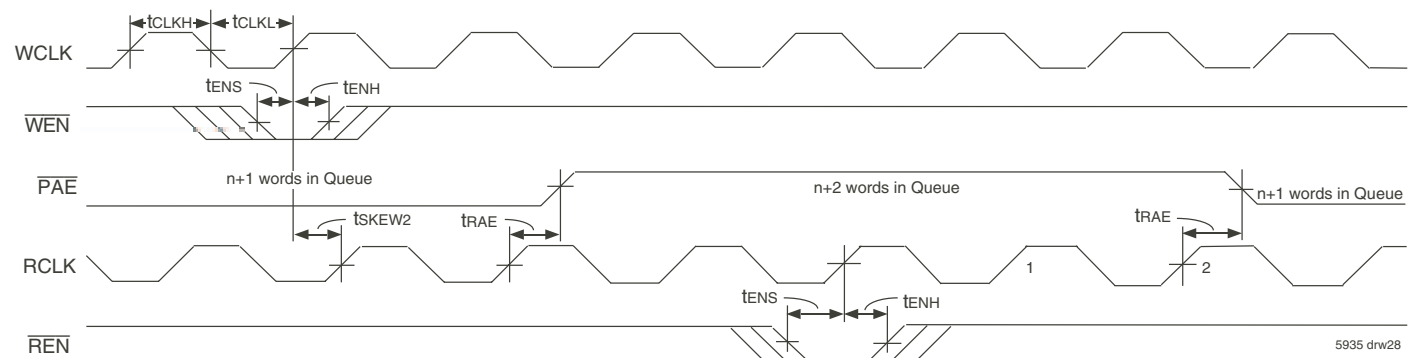 tCLKH tCLKL
WCLK
tENS tENH
WEN
n+1 words in Queue
PAE
n+2 words in Queue
n+1 words in Queue
tSKEW2
tRAE
tRAE
RCLK
1
2
tENS
tENH
REN
5935 drw28